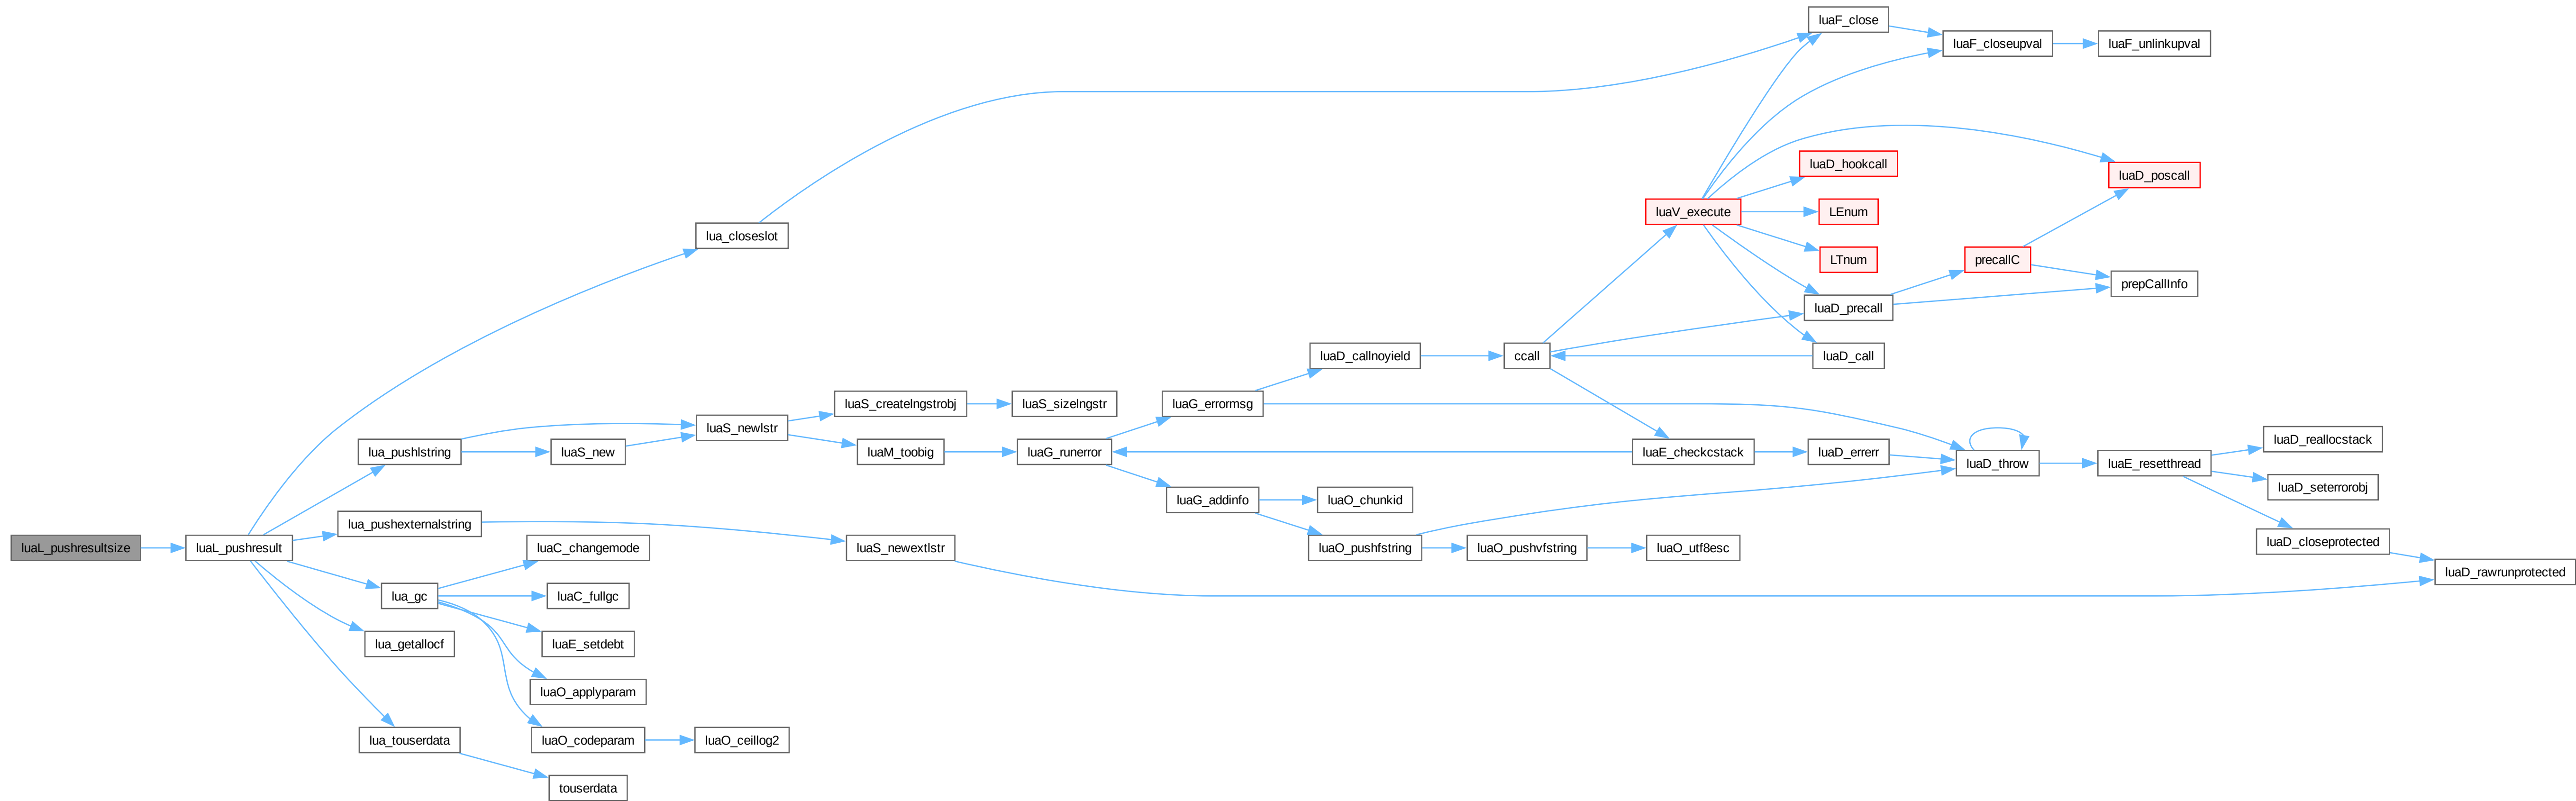 luaF_close
luaF_closeupval
luaF_unlinkupval
luaD_hookcall
luaD_poscall
luaV_execute
LEnum
lua_closeslot
LTnum
precallC
prepCallInfo
luaD_precall
luaD_callnoyield
ccall
luaD_call
luaS_createlngstrobj
luaS_sizelngstr
luaG_errormsg
luaS_newlstr
lua_pushlstring
luaS_new
luaM_toobig
luaG_runerror
luaE_checkcstack
luaD_errerr
luaD_throw
luaE_resetthread
luaD_reallocstack
luaD_seterrorobj
luaG_addinfo
luaO_chunkid
lua_pushexternalstring
luaL_pushresultsize
luaL_pushresult
luaC_changemode
luaS_newextlstr
luaO_pushfstring
luaO_pushvfstring
luaO_utf8esc
luaD_closeprotected
luaD_rawrunprotected
lua_gc
luaC_fullgc
lua_getallocf
luaE_setdebt
luaO_applyparam
lua_touserdata
luaO_codeparam
luaO_ceillog2
touserdata